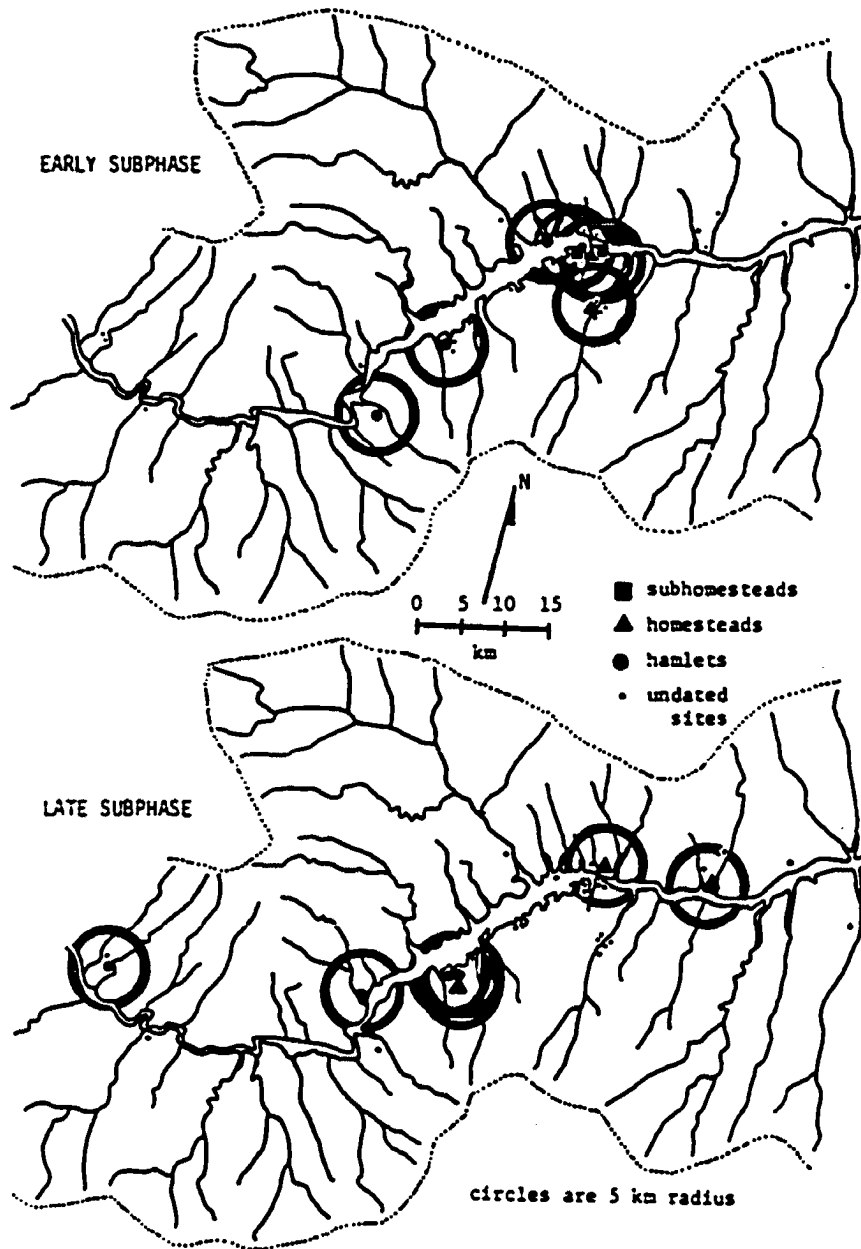 EARLY SUBPHASE
N
0 5 10 15
km
subhomesteads
homesteads
hamlets
undated
sites
LATE SUBPHASE
circles are 5 km radius